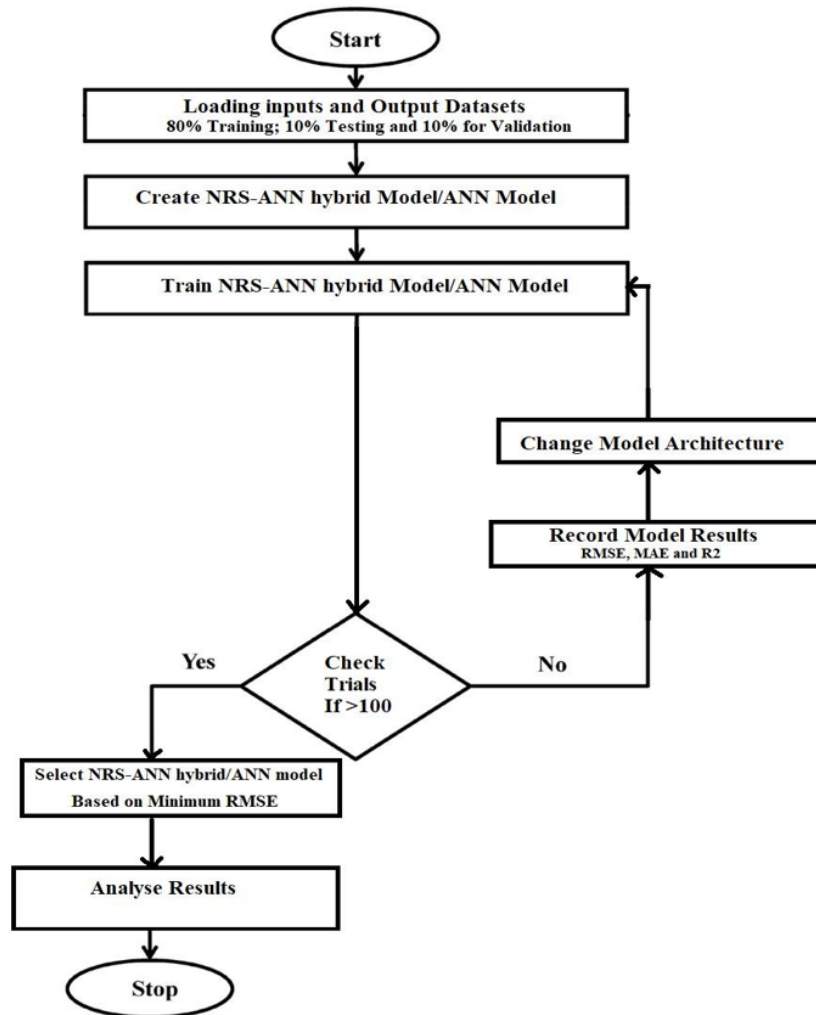 Start
Loading inputs and Output Datasets
80% Training; 10% Testing and 10% for Validation
Create NRS-ANN hybrid Model/ANN Model
Train NRS-ANN hybrid Model/ANN Model
Change Model Architecture
Record Model Results
RMSE, MAE and R2
Yes
Check
Trials
If >100
No
Select NRS-ANN hybrid/ANN model
Based on Minimum RMSE
Analyse Results
Stop